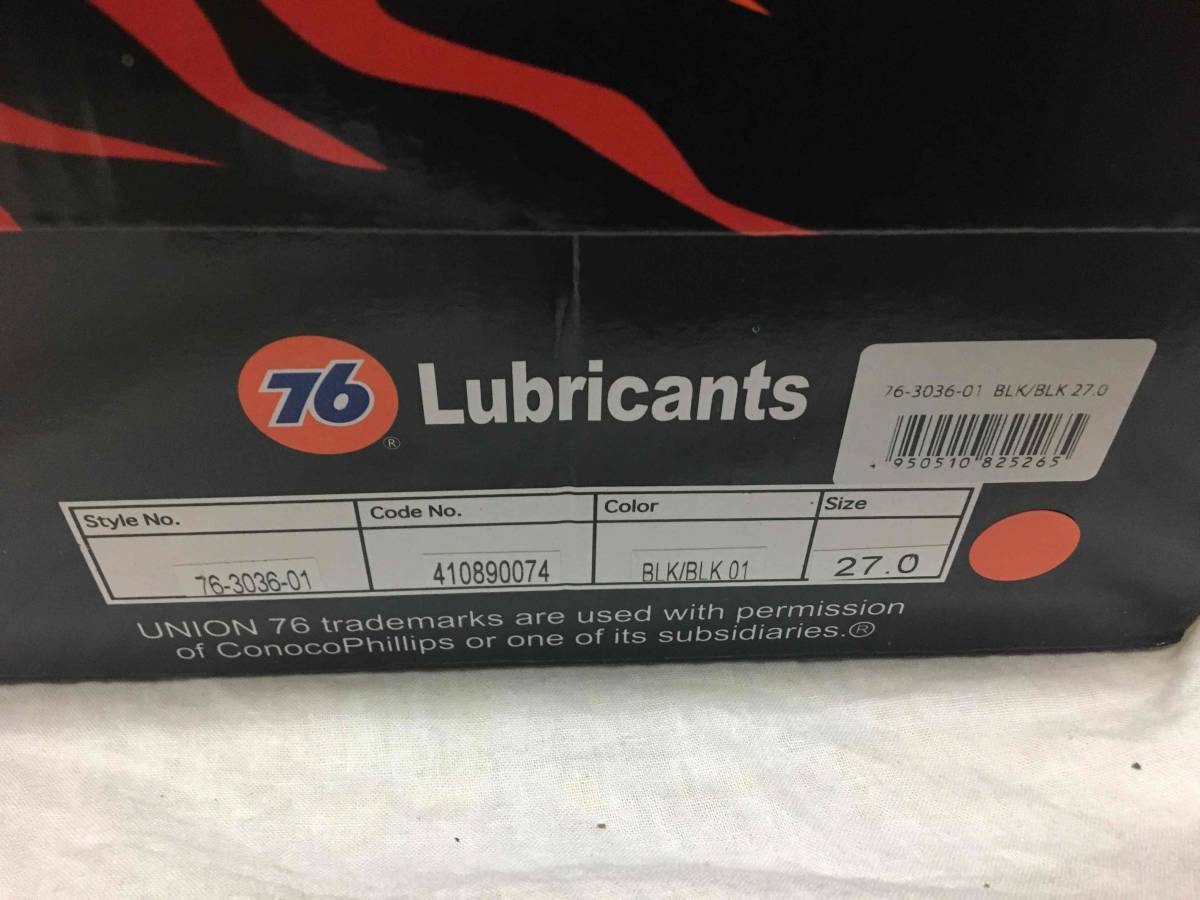 76 Lubricants
®
76-3036-01 BLK/BLK 27.0
4 950510 825265
Style No. Code No. Color Size
76-3036-01 410890074 BLK/BLK 01 27.0
UNION 76 trademarks are used with permission
of ConocoPhillips or one of its subsidiaries.®